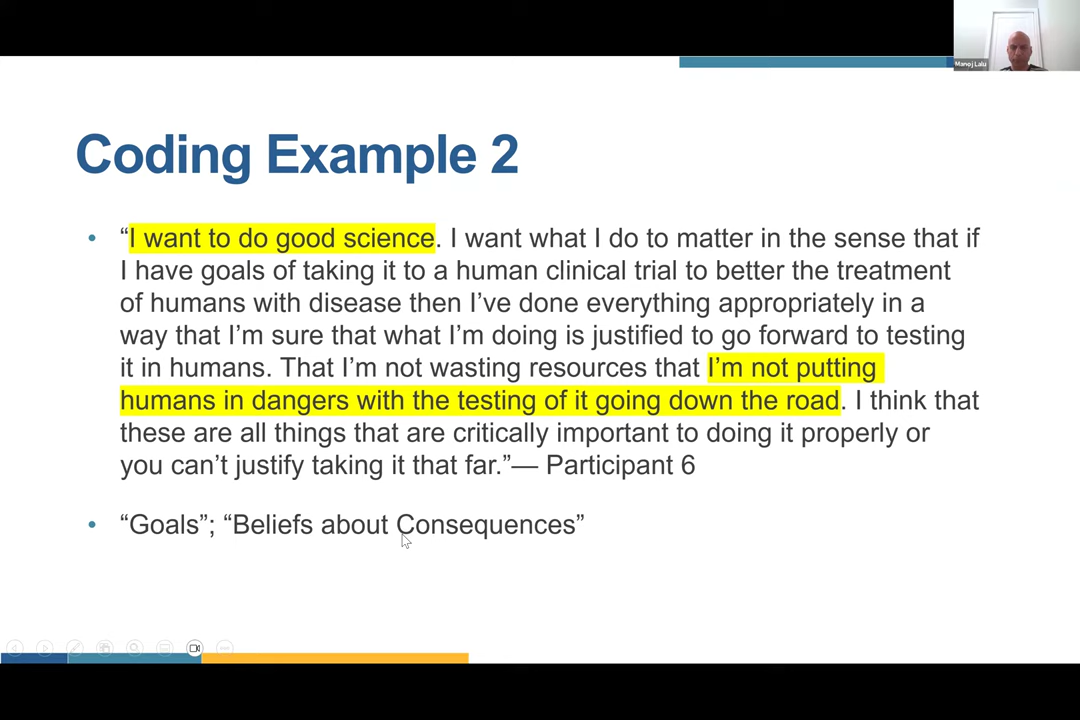 Manoj Lalu
Coding Example 2
• “I want to do good science. I want what I do to matter in the sense that if
I have goals of taking it to a human clinical trial to better the treatment
of humans with disease then I’ve done everything appropriately in a
way that I’m sure that what I’m doing is justified to go forward to testing
it in humans. That I’m not wasting resources that I’m not putting
humans in dangers with the testing of it going down the road. I think that
these are all things that are critically important to doing it properly or
you can’t justify taking it that far.”— Participant 6
• “Goals”; “Beliefs about Consequences”